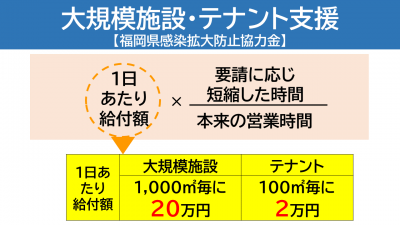 大規模施設・テナント支援
【福岡県感染拡大防止協力金】
1日
あたり
給付額
×
要請に応じ
短縮した時間
本来の営業時間
1日あ
たり
給付額
大規模施設
テナント
1,000㎡毎に
20万円
100㎡毎に
2万円